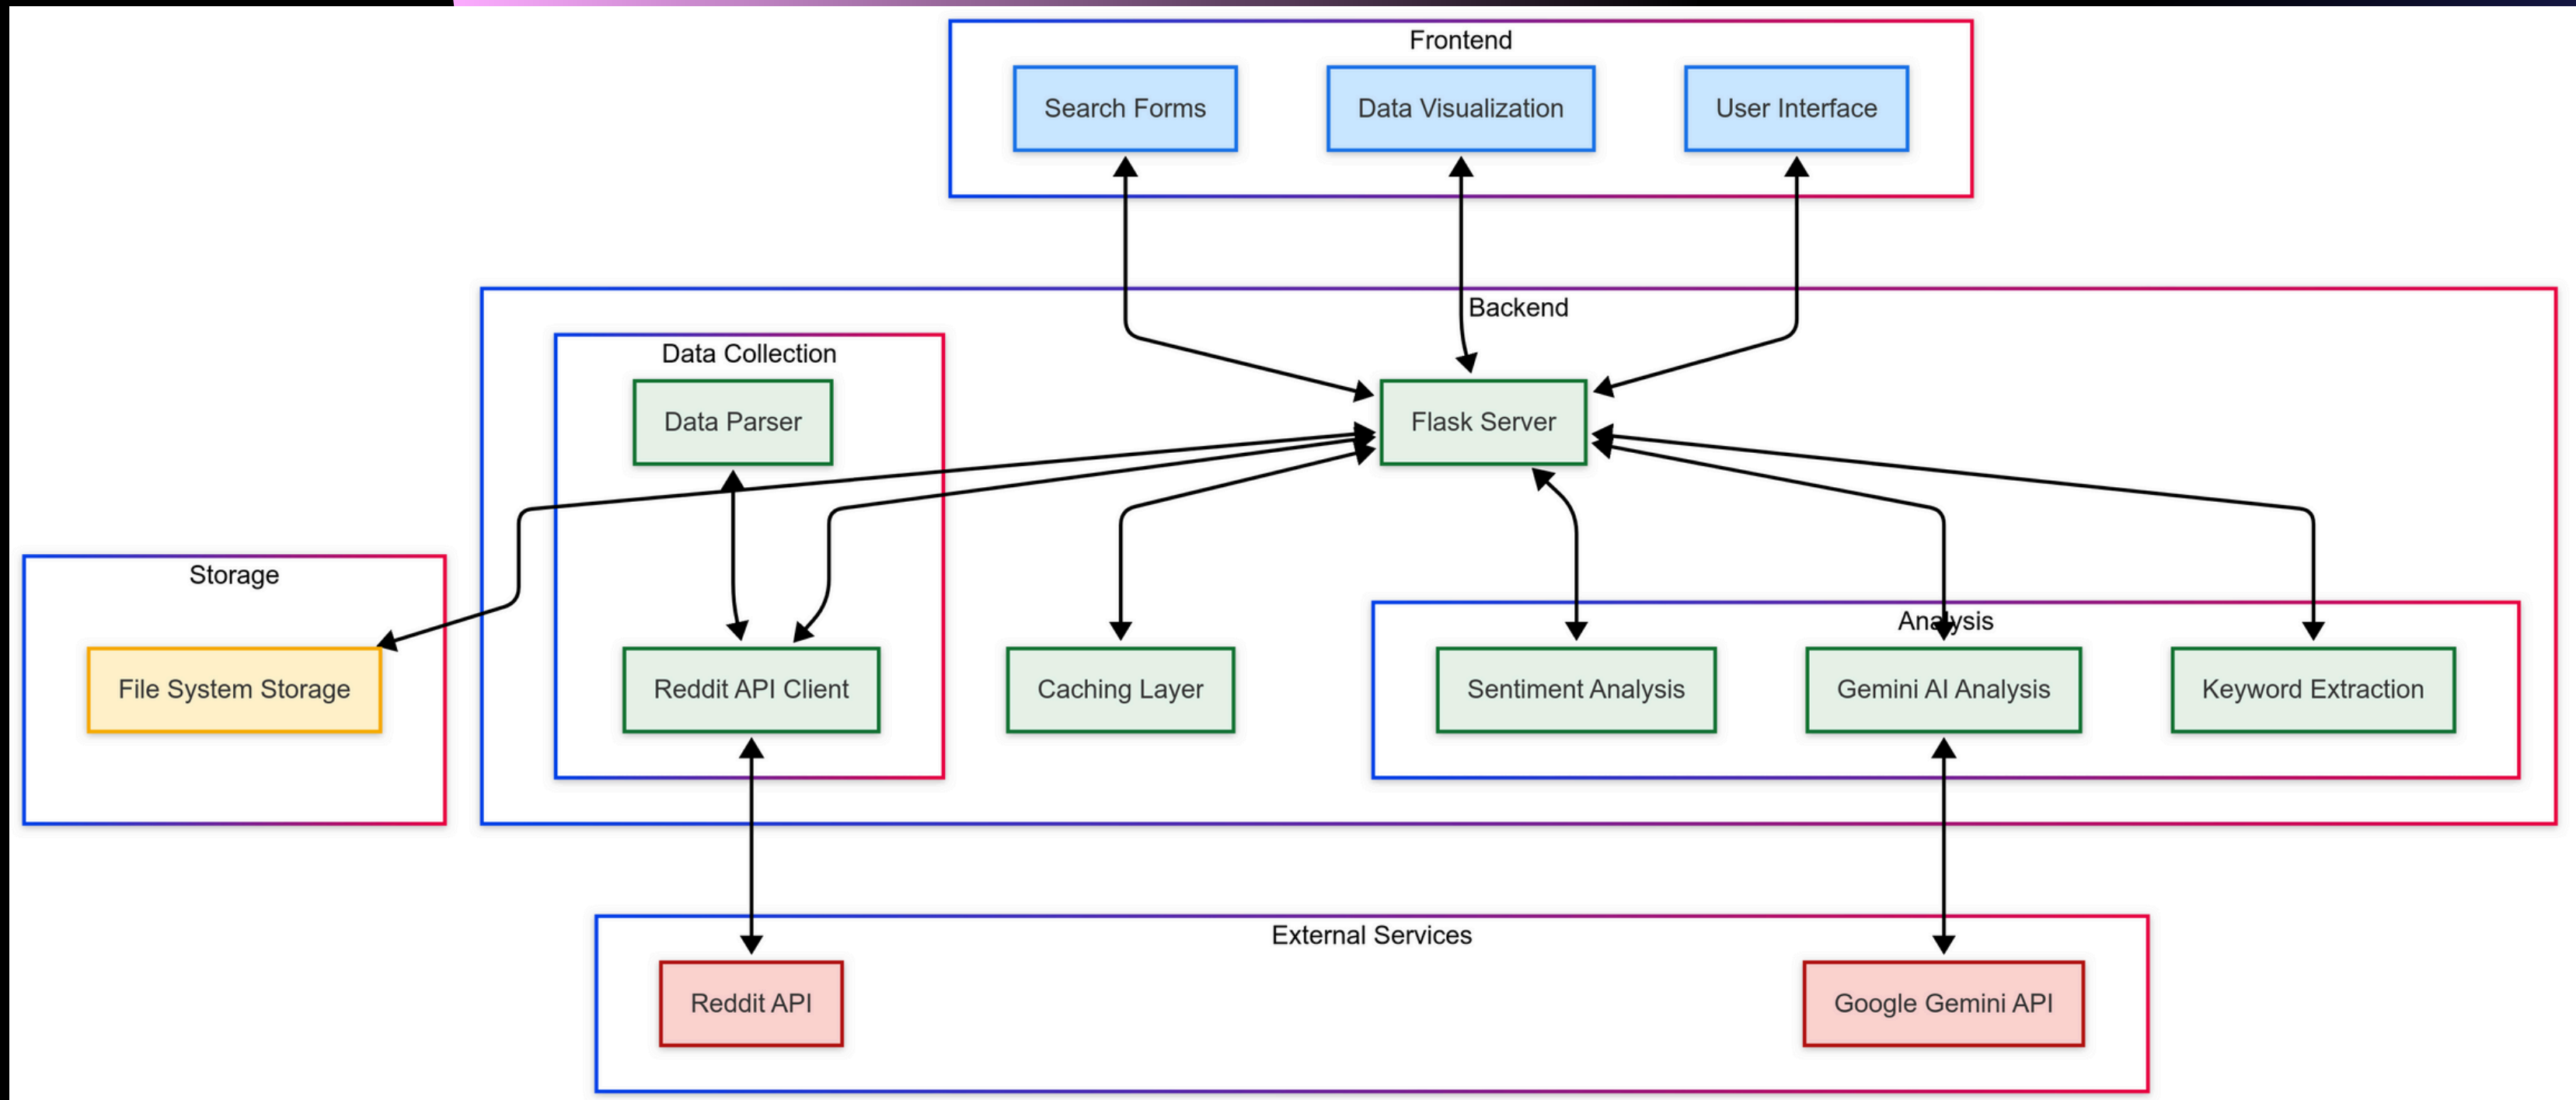 Frontend
Search Forms
Data Visualization
User Interface
Backend
Data Collection
Data Parser
Flask Server
Storage
File System Storage
Reddit API Client
Caching Layer
Analysis
Sentiment Analysis
Gemini AI Analysis
Keyword Extraction
External Services
Reddit API
Google Gemini API